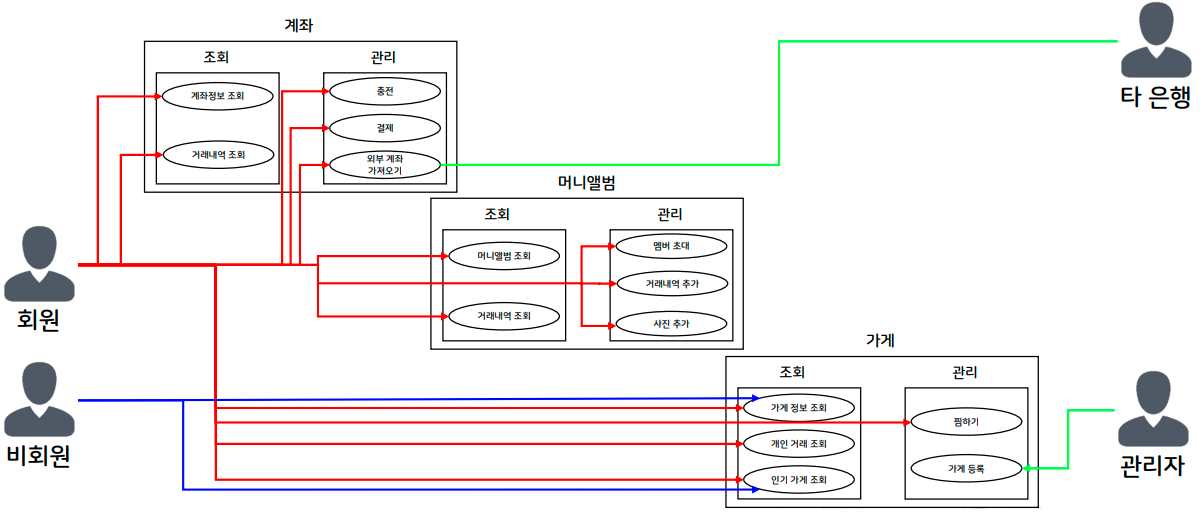 계좌
조회
관리
계좌정보 조회
거래내역 조회
충전
결제
외부 계좌
가져오기
타 은행
머니앨범
조회
관리
머니앨범 조회
거래내역 조회
멤버 초대
거래내역 추가
사진 추가
회원
비회원
가게
조회
관리
가게 정보 조회
개인 거래 조회
인기 가게 조회
찜하기
가게 등록
관리자